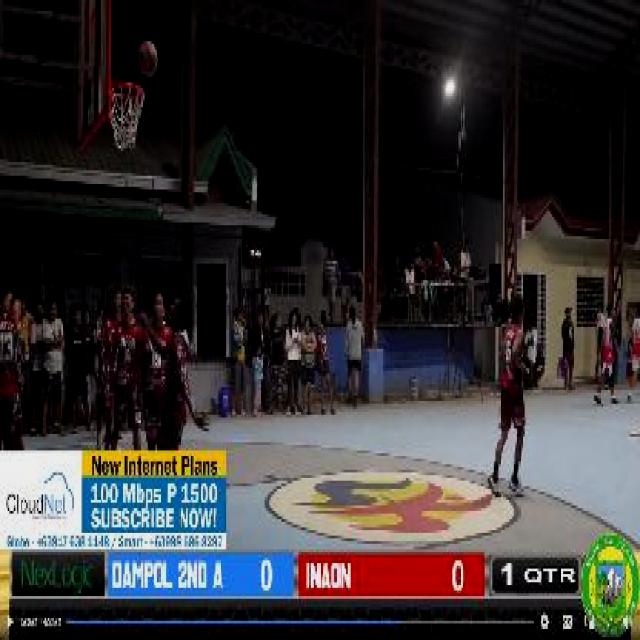 New Internet Plans
CloudNet
100 Mbps P 1500
SUBSCRIBE NOW!
NexLogic
DAMPOL 2ND A 0 INAON 0 1 QTR